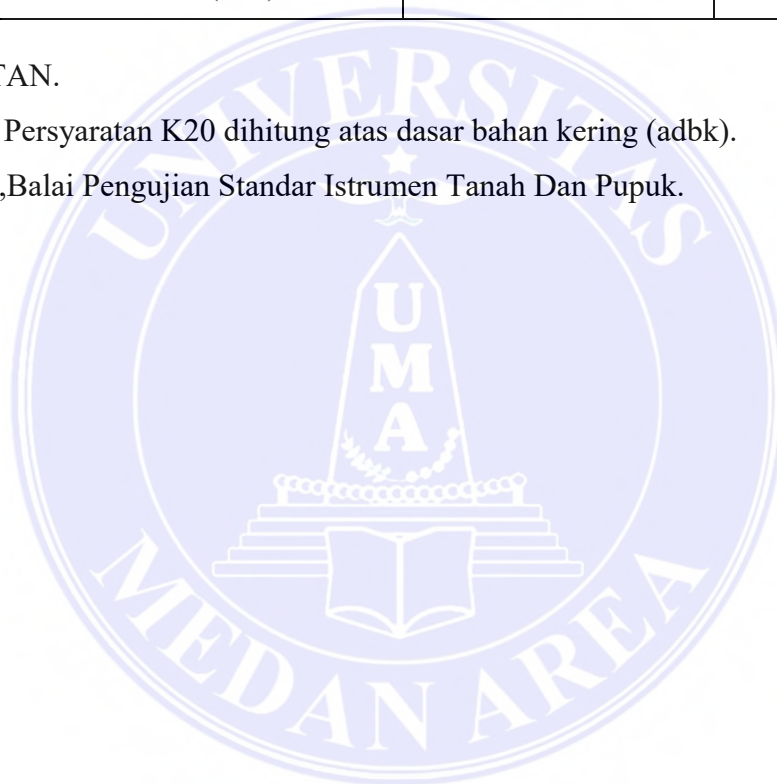 TAN.
Persyaratan K20 dihitung atas dasar bahan kering (adbk).
,Balai Pengujian Standar Istrumen Tanah Dan Pupuk.
UNIVERSITAS
U
M
A
MEDAN AREA